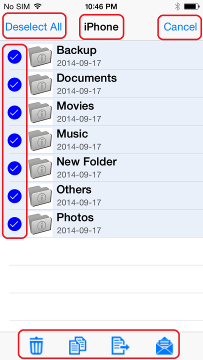 No SIM 10:46 PM
Deselect All iPhone Cancel
Backup
2014-09-17
Documents
2014-09-17
Movies
2014-09-17
Music
2014-09-17
New Folder
2014-09-17
Others
2014-09-17
Photos
2014-09-17